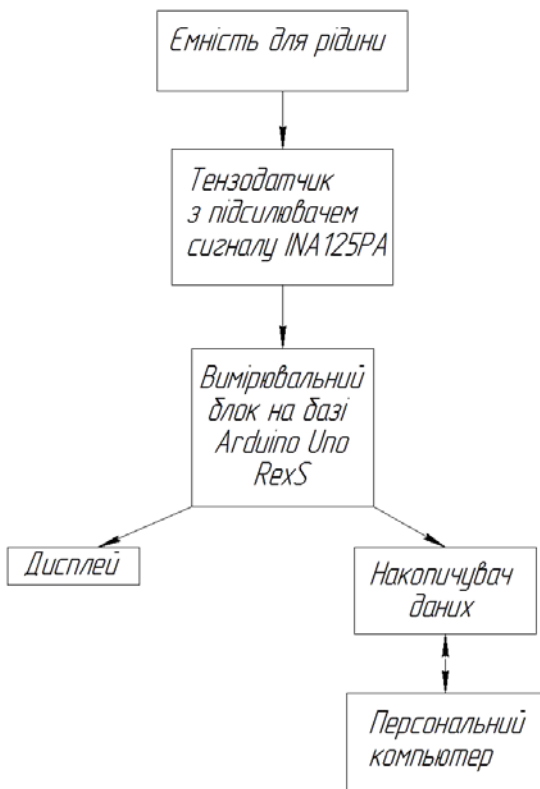 Ємність для рідини
Тензодатчик
з підсилювачем
сигналу INA125PA
Вимірювальний
блок на базі
Arduino Uno
RexS
Дисплей
Накопичувач
даних
Персональний
компьютер